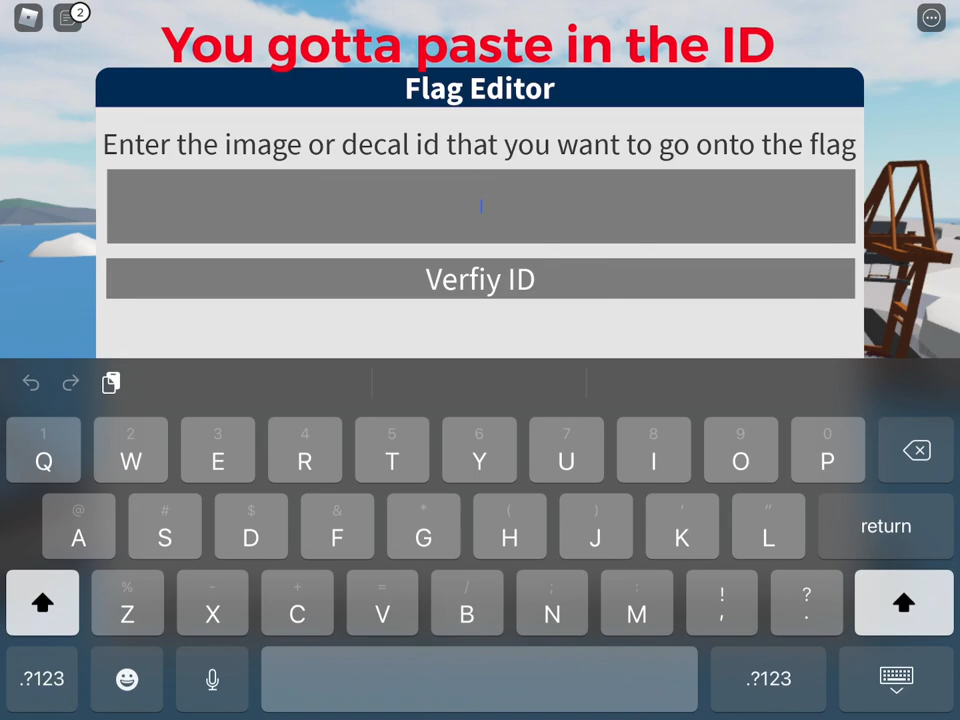 2
You gotta paste in the ID
Flag Editor
Enter the image or decal id that you want to go onto the flag
Verfiy ID
1 2 3 4 5 6 7 8 9 0
Q W E R T Y U I O P
@ # $ & * ( ) ' "
A S D F G H J K L return
% - + = / ; : ! ?
Z X C V B N M , .
.?123 .?123